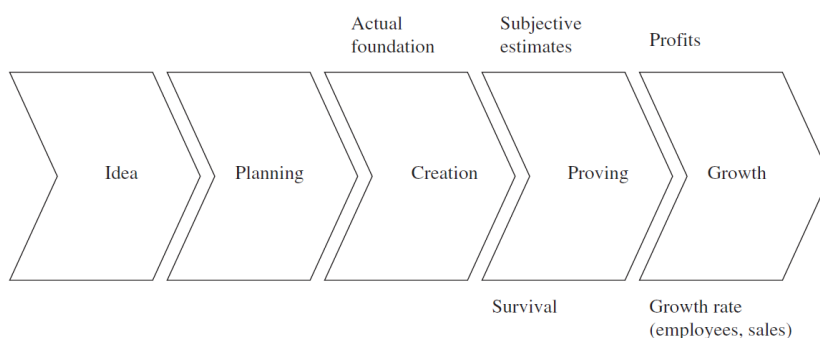 Actual
foundation
Subjective
estimates
Profits
Idea
Planning
Creation
Proving
Growth
Survival
Growth rate
(employees, sales)